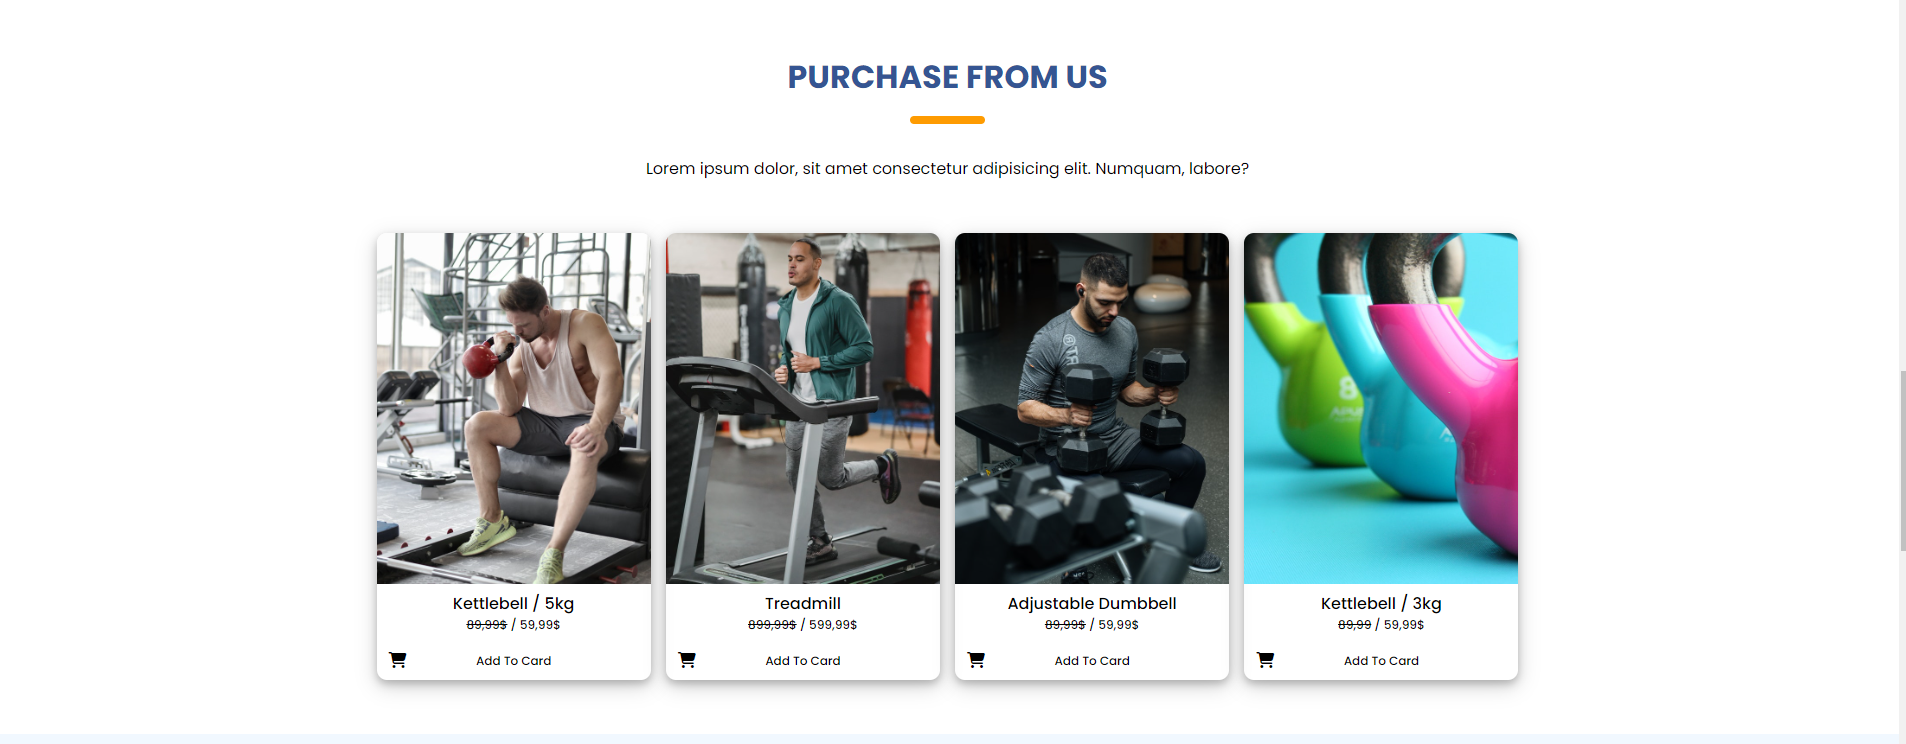 PURCHASE FROM US
Lorem ipsum dolor, sit amet consectetur adipisicing elit. Numquam, labore?
8
Kettlebell / 5kg
89,99$ / 59,99$
Add To Card
Treadmill
899,99$ / 599,99$
Add To Card
Adjustable Dumbbell
89,99$ / 59,99$
Add To Card
Kettlebell / 3kg
89,99 / 59,99$
Add To Card